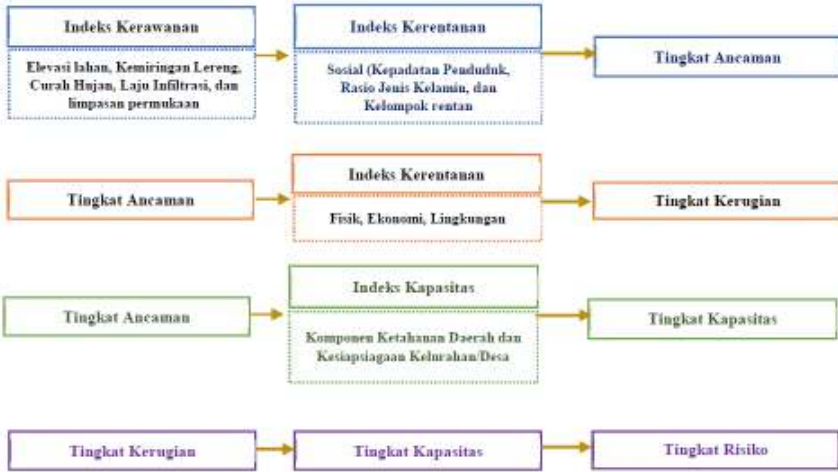 Indeks Kerawanan
Elevasi lahan, Kemiringan Lereng,
Curah Hujan, Laju Infiltrasi, dan
limpasan permukaan
Indeks Kerentanan
Sosial (Kepadatan Penduduk,
Rasio Jenis Kelamin, dan
Kelompok rentan
Tingkat Ancaman
Tingkat Ancaman
Indeks Kerentanan
Fisik, Ekonomi, Lingkungan
Tingkat Kerugian
Tingkat Ancaman
Indeks Kapasitas
Komponen Ketahanan Daerah dan
Kesiapsiagaan Kelurahan/Desa
Tingkat Kapasitas
Tingkat Kerugian
Tingkat Kapasitas
Tingkat Risiko